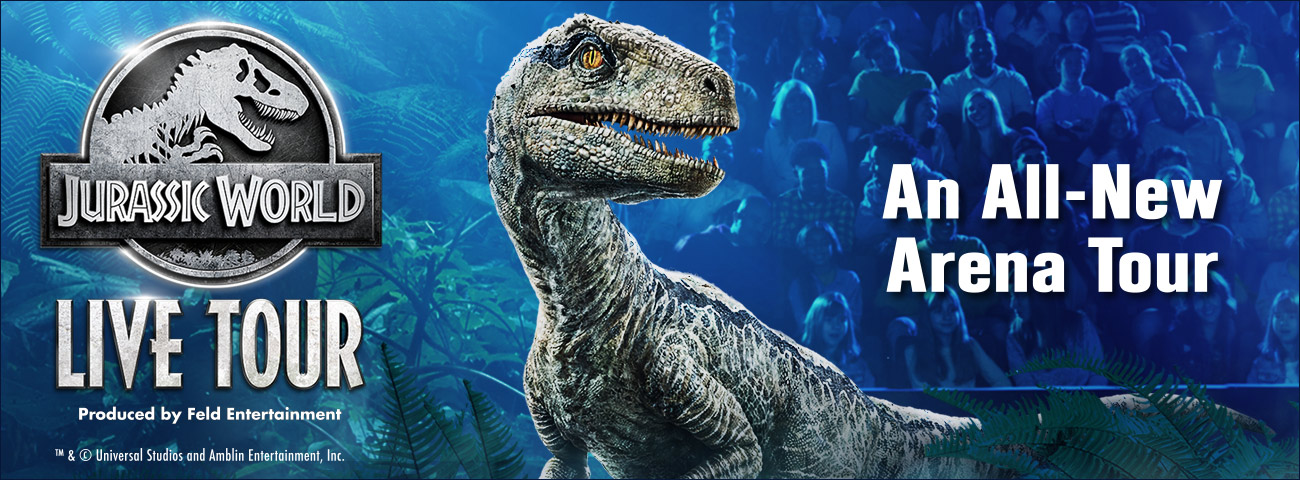 JURASSIC WORLD
LIVE TOUR
Produced by Feld Entertainment
™ & © Universal Studios and Amblin Entertainment, Inc.
An All-New
Arena Tour